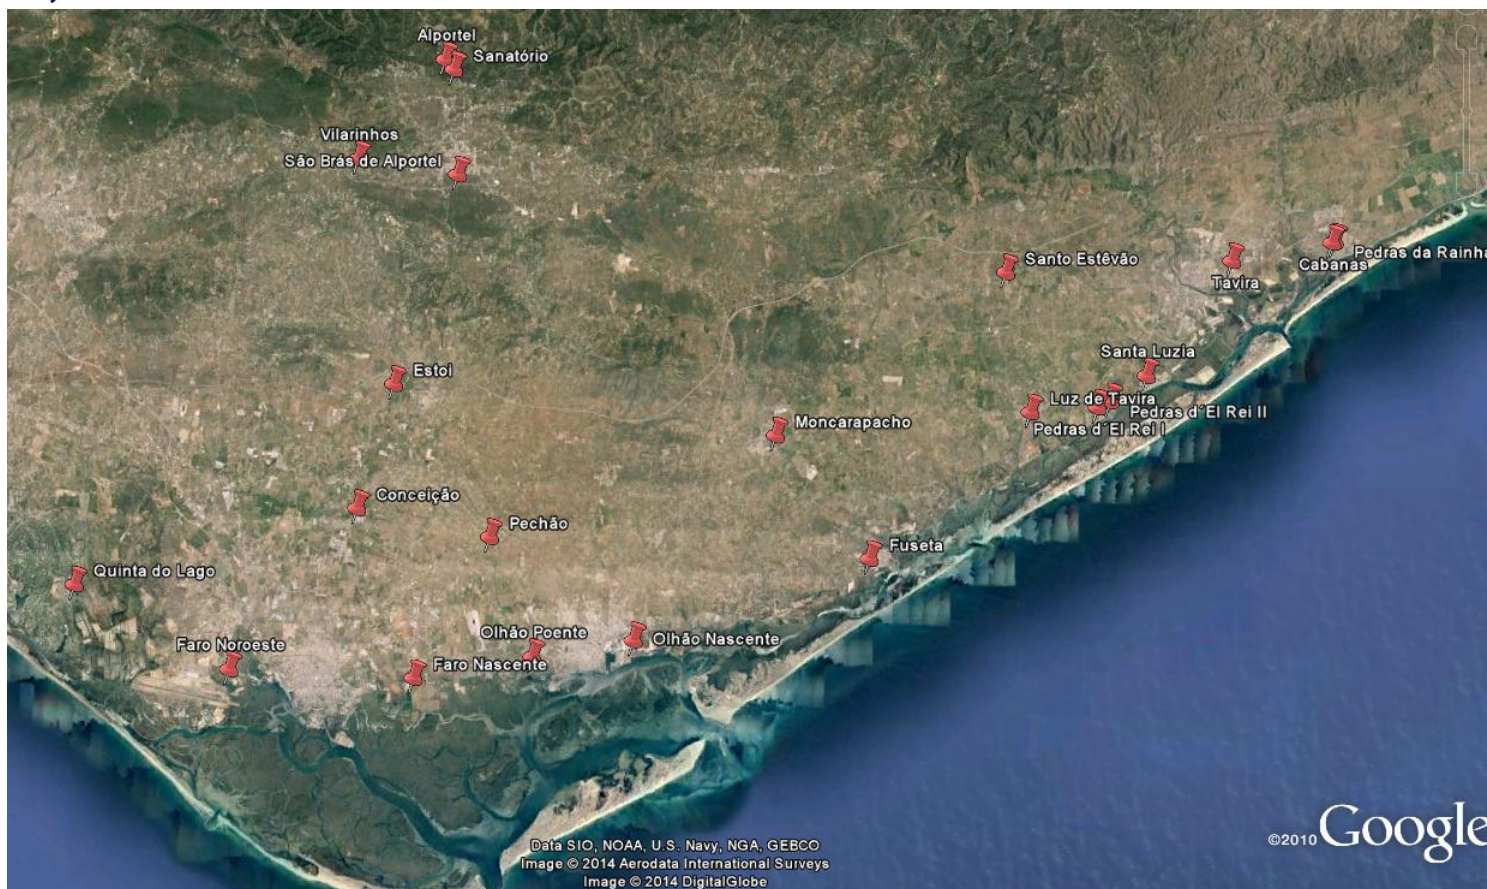 Alportel
Sanatório
Vilarinhos
São Brás de Alportel
Santo Estêvão
Pedras da Rainha
Cabanas
Tavira
Santa Luzia
Estoi
Luz de Tavira
Pedras d´El Rei II
Moncarapacho
Pedras d´El Rei I
Conceição
Pechão
Fuseta
Quinta do Lago
Olhão Poente
Olhão Nascente
Faro Noroeste
Faro Nascente
Data SIO, NOAA, U.S. Navy, NGA, GEBCO
©2010 Google
Image © 2014 Aerodata International Surveys
Image © 2014 DigitalGlobe